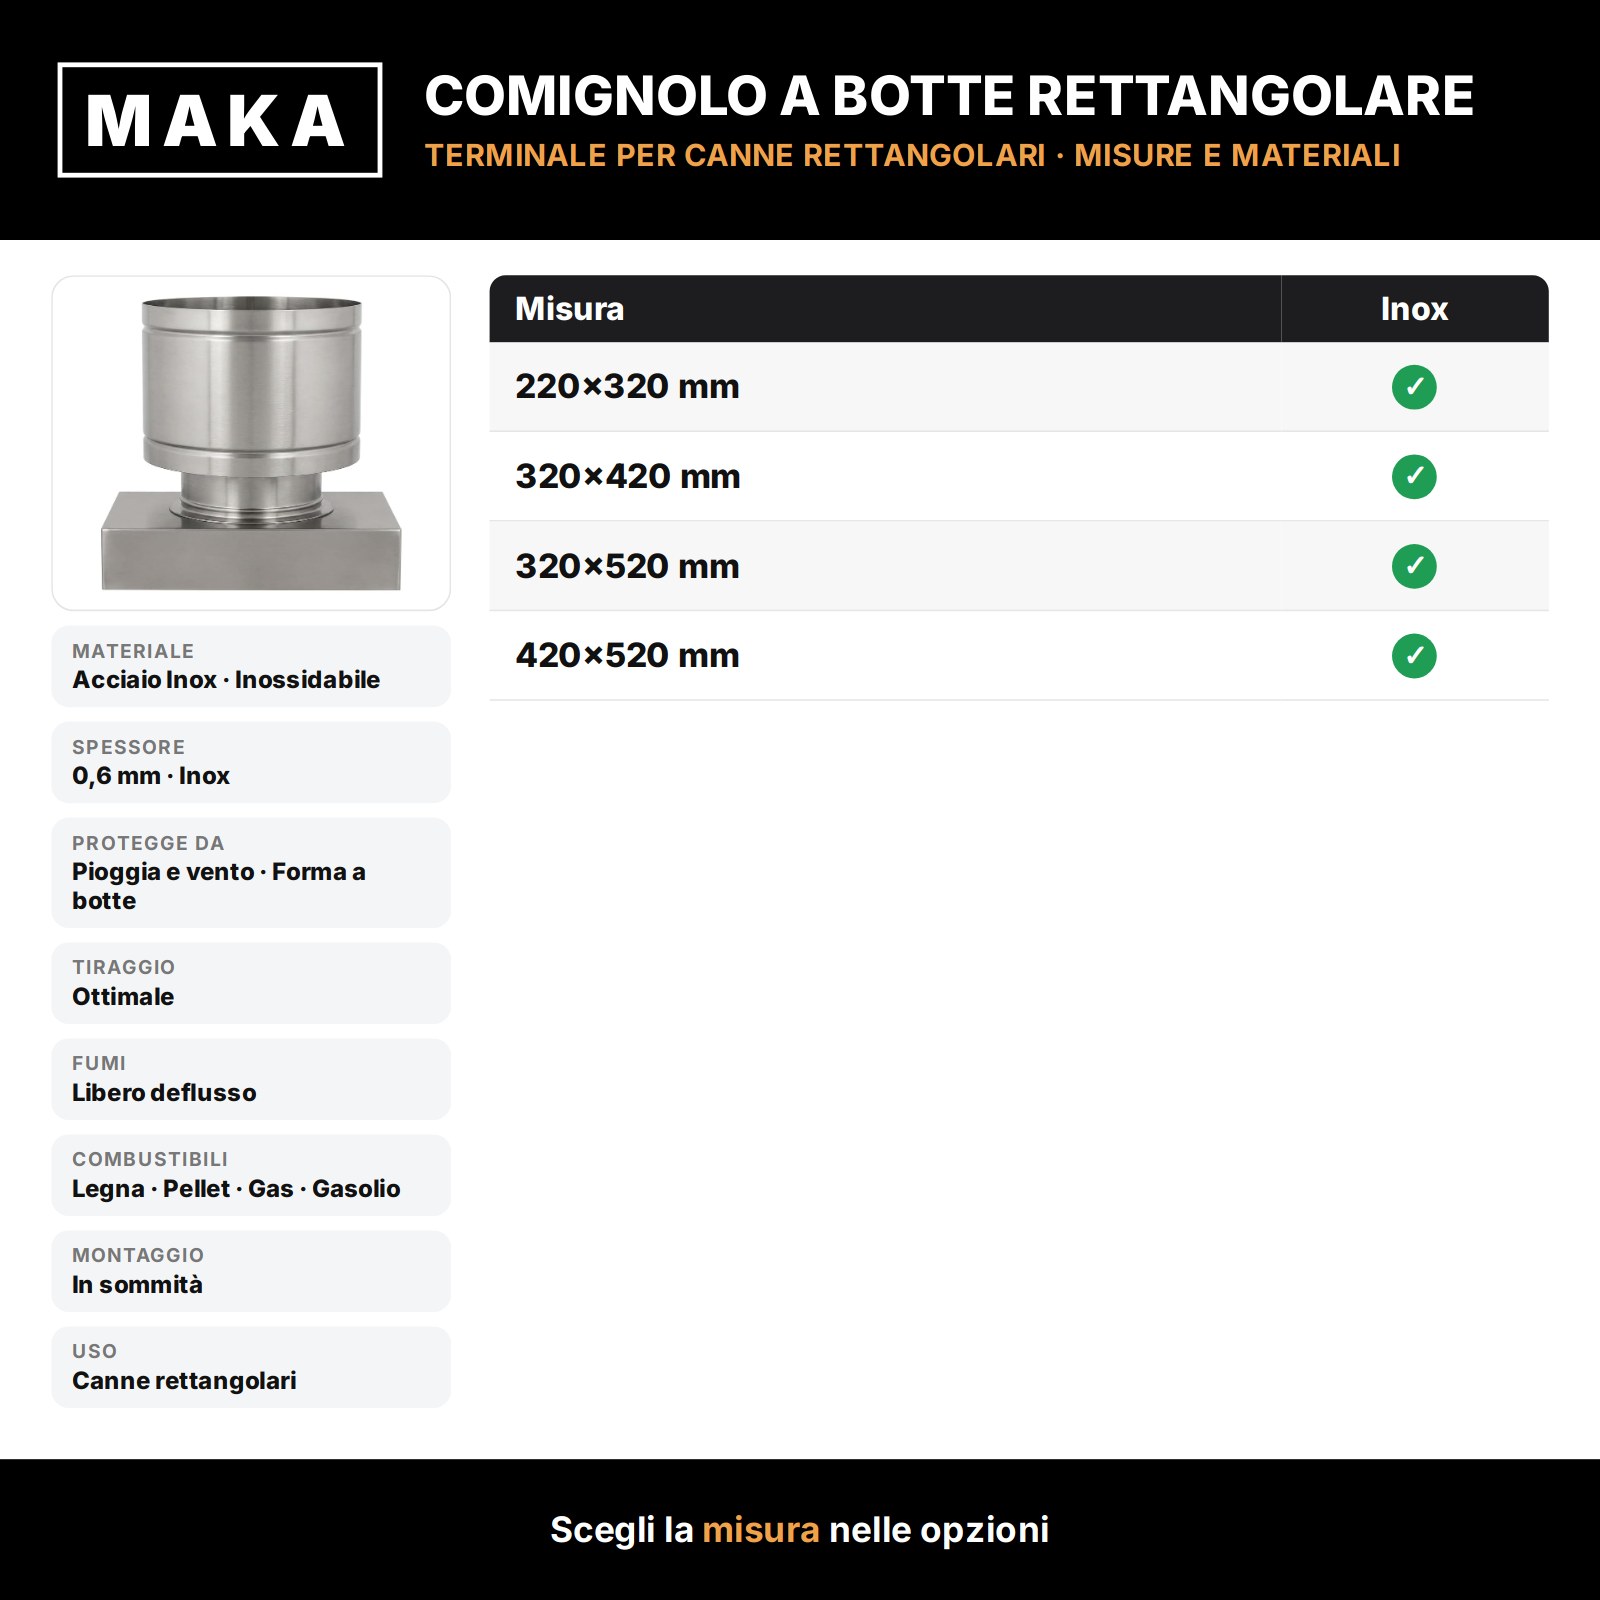 MAKA
COMIGNOLO A BOTTE RETTANGOLARE
TERMINALE PER CANNE RETTANGOLARI · MISURE E MATERIALI
MATERIALE
Acciaio Inox · Inossidabile
SPESSORE
0,6 mm · Inox
PROTEGGE DA
Pioggia e vento · Forma a
botte
TIRAGGIO
Ottimale
FUMI
Libero deflusso
COMBUSTIBILI
Legna · Pellet · Gas · Gasolio
MONTAGGIO
In sommità
USO
Canne rettangolari
Misura Inox
220×320 mm ✓
320×420 mm ✓
320×520 mm ✓
420×520 mm ✓
Scegli la misura nelle opzioni